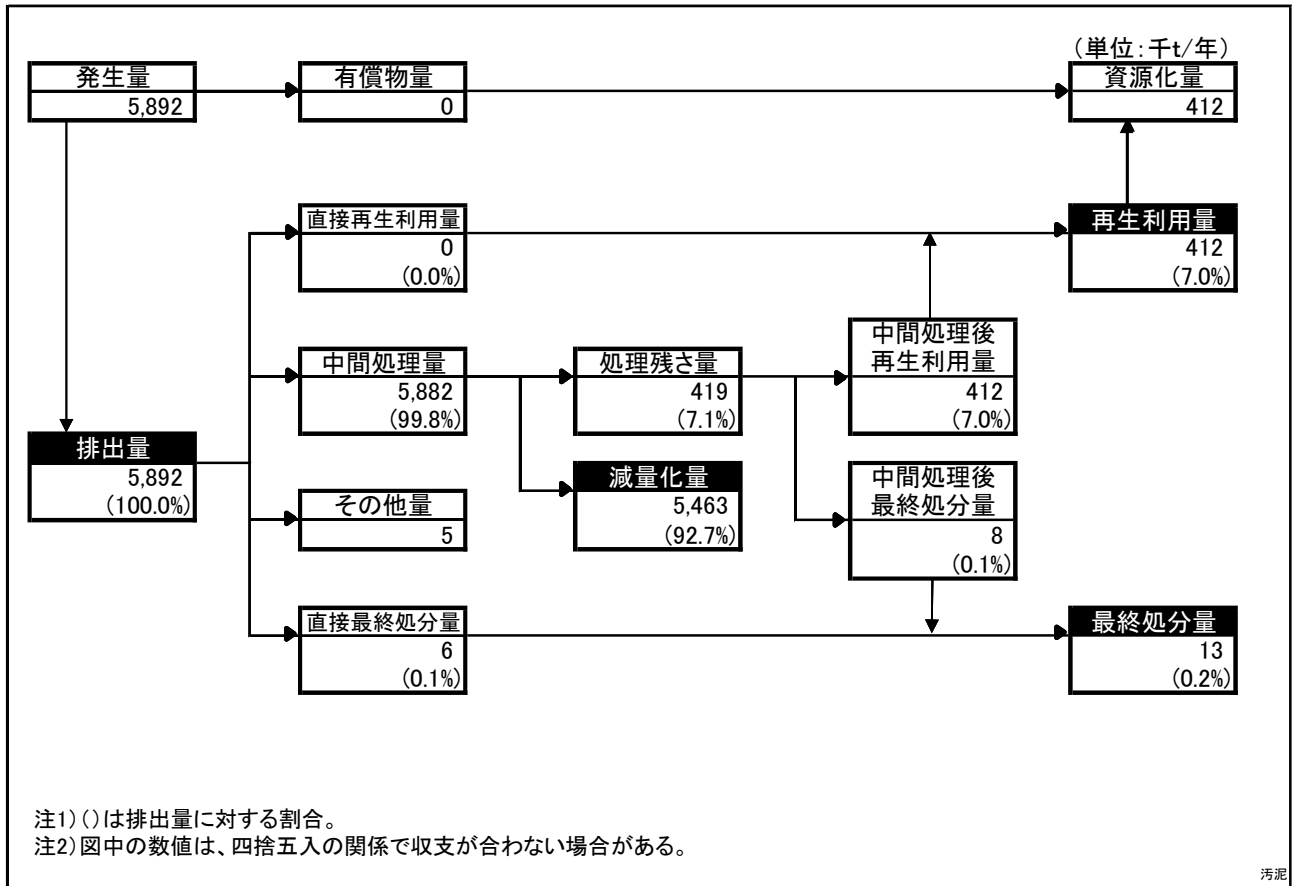 (単位:千t/年)
発生量
5,892
有償物量
0
資源化量
412
直接再生利用量
0
(0.0%)
再生利用量
412
(7.0%)
中間処理量
5,882
(99.8%)
処理残さ量
419
(7.1%)
中間処理後
再生利用量
412
(7.0%)
排出量
5,892
(100.0%)
減量化量
5,463
(92.7%)
中間処理後
最終処分量
8
(0.1%)
その他量
5
直接最終処分量
6
(0.1%)
最終処分量
13
(0.2%)
注1)()は排出量に対する割合。
注2)図中の数値は、四捨五入の関係で収支が合わない場合がある。
汚泥